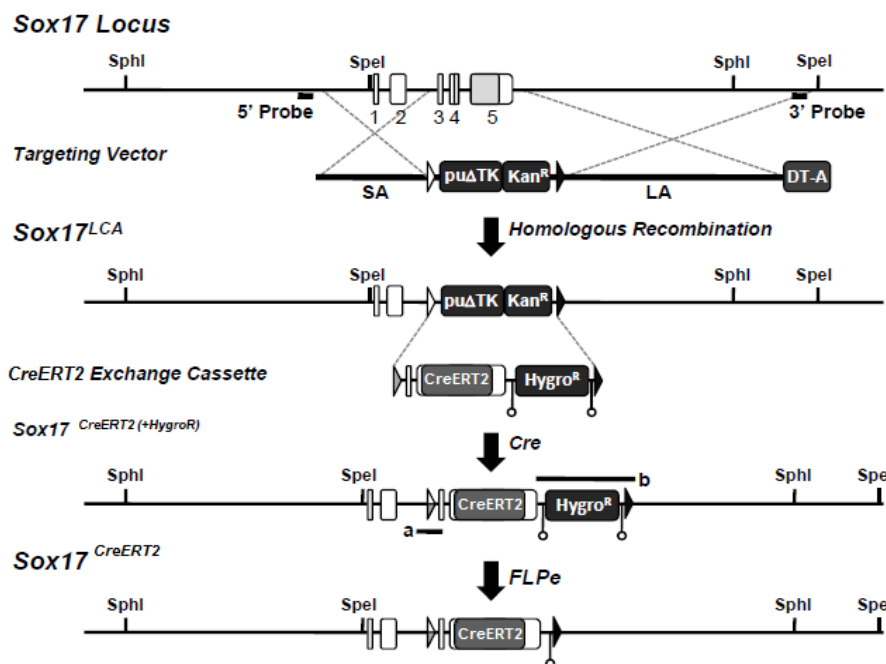 Sox17 Locus
SphI SpeI SphI SpeI
5' Probe 1 2 3 4 5 3' Probe
Targeting Vector
puΔTK Kan^R DT-A
SA LA
Sox17^LCA
Homologous Recombination
SphI SpeI SphI SpeI
puΔTK Kan^R
CreERT2 Exchange Cassette
CreERT2 Hygro^R
Sox17 ^CreERT2 (+HygroR)
Cre
SphI SpeI SphI Spe
b
CreERT2 Hygro^R
a
Sox17 ^CreERT2
FLPe
SphI SpeI SphI Spe
CreERT2